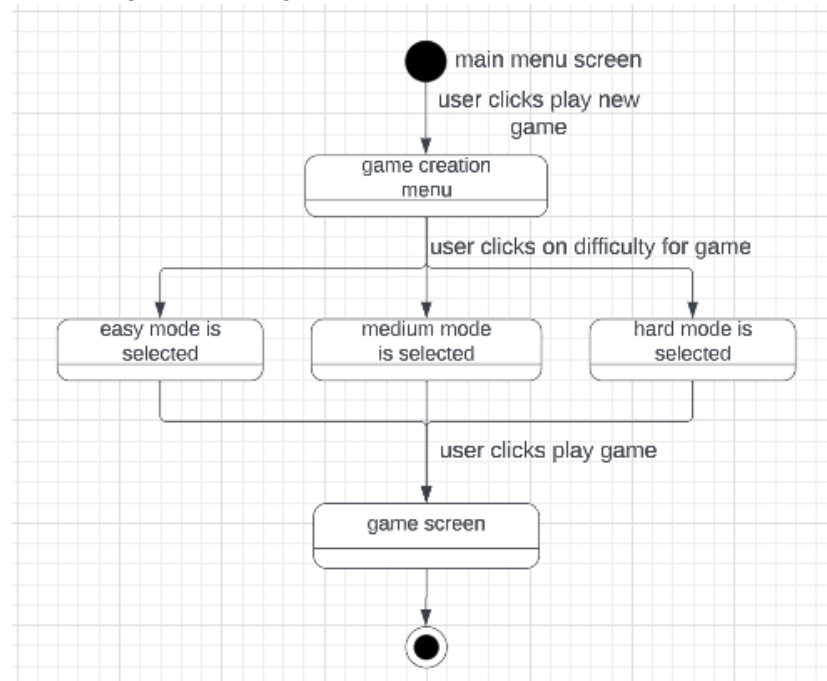 main menu screen
user clicks play new
game
game creation
menu
user clicks on difficulty for game
easy mode is
selected
medium mode
is selected
hard mode is
selected
user clicks play game
game screen